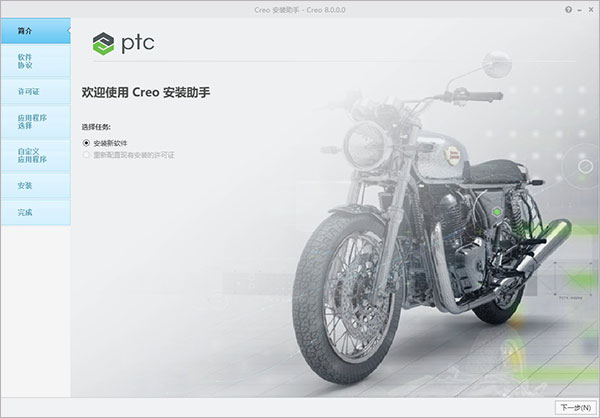 Creo 安装助手 - Creo 8.0.0.0
简介
ptc
软件
协议
欢迎使用 Creo 安装助手
许可证
应用程序
选择
选择任务:
安装新软件
自定义
应用程序
重新配置现有安装的许可证
安装
完成
下一步(N)